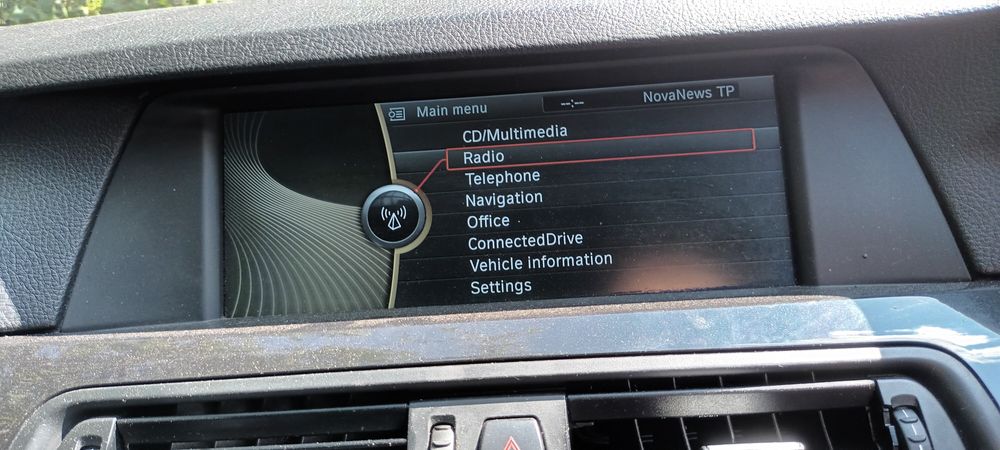 Main menu --:-- NovaNews TP
CD/Multimedia
Radio
Telephone
Navigation
Office
ConnectedDrive
Vehicle information
Settings